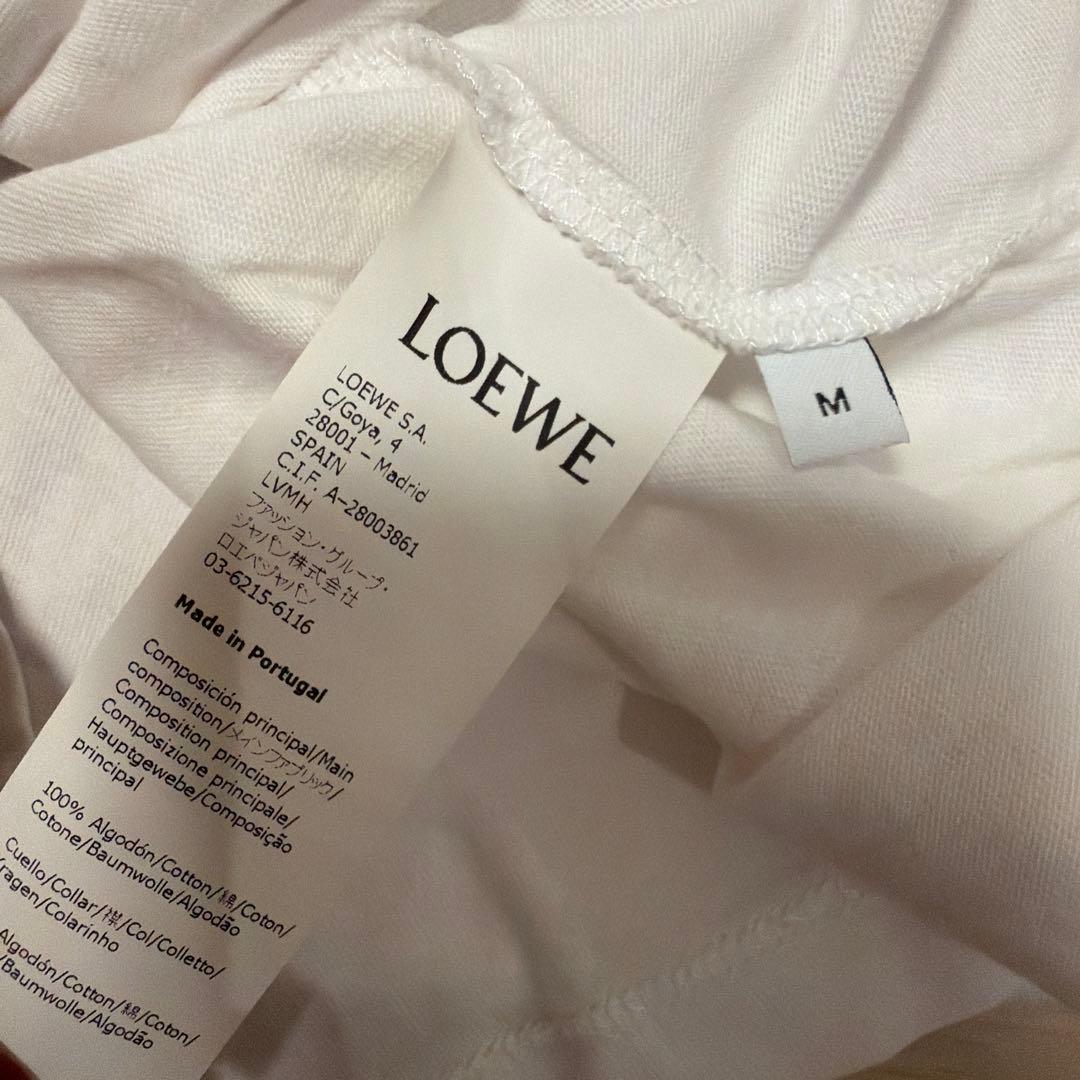 LOEWE
LOEWE S.A.
C/Goya, 4
28001 – Madrid
SPAIN
C.I.F. A-28003861
LVMH
ファッション・グループ・
ジャパン株式会社
ロエベジャパン
03-6215-6116
Made in Portugal
Composición principal/Main
composition/メインファブリック/
Composition principal/
Composizione principale/
Hauptgewebe/Composição
principal
100% Algodón/Cotton/綿/Coton/
Cotone/Baumwolle/Algodão
Cuello/Collar/襟/Col/Colletto/
ragen/Colarinho
Algodón/Cotton/綿/Coton/
/Baumwolle/Algodão
M